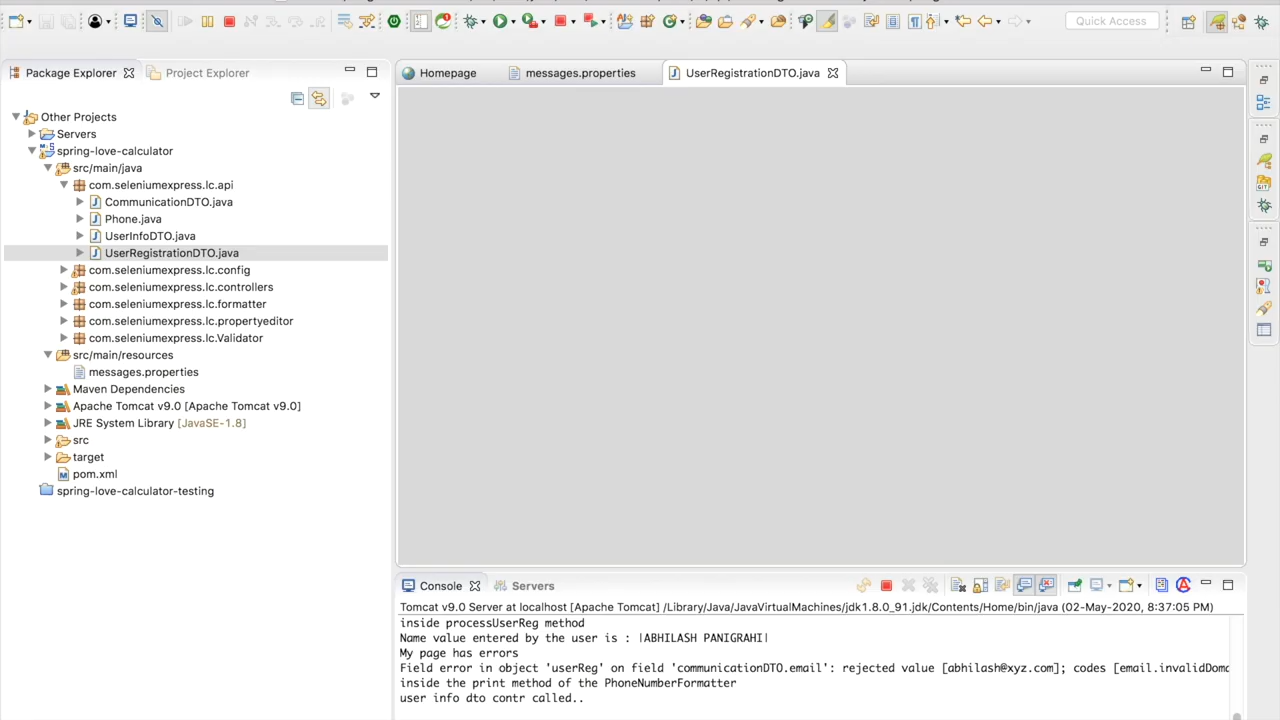 Quick Access
Package Explorer
Project Explorer
Other Projects
Servers
spring-love-calculator
src/main/java
com.seleniumexpress.lc.api
CommunicationDTO.java
Phone.java
UserInfoDTO.java
UserRegistrationDTO.java
com.seleniumexpress.lc.config
com.seleniumexpress.lc.controllers
com.seleniumexpress.lc.formatter
com.seleniumexpress.lc.propertyeditor
com.seleniumexpress.lc.Validator
src/main/resources
messages.properties
Maven Dependencies
Apache Tomcat v9.0 [Apache Tomcat v9.0]
JRE System Library [JavaSE-1.8]
src
target
pom.xml
spring-love-calculator-testing
Homepage
messages.properties
UserRegistrationDTO.java
Console
Servers
Tomcat v9.0 Server at localhost [Apache Tomcat] /Library/Java/JavaVirtualMachines/jdk1.8.0_91.jdk/Contents/Home/bin/java (02-May-2020, 8:37:05 PM)
inside processUserReg method
Name value entered by the user is : |ABHILASH PANIGRAHI|
My page has errors
Field error in object 'userReg' on field 'communicationDTO.email': rejected value [abhilash@xyz.com]; codes [email.invalidDoma
inside the print method of the PhoneNumberFormatter
user info dto contr called..